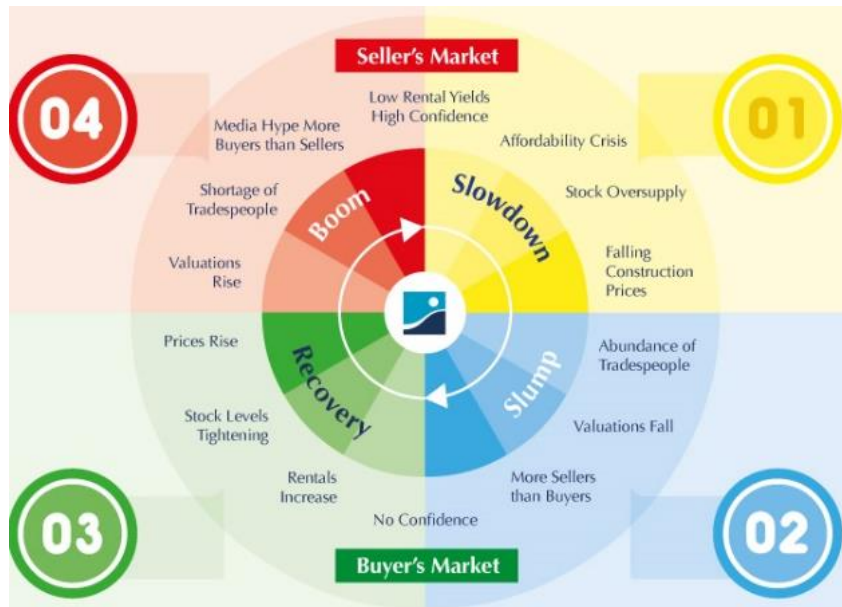 Seller's Market
Low Rental Yields
High Confidence
04
01
Media Hype More
Buyers than Sellers
Affordability Crisis
Shortage of
Tradespeople
Boom
Slowdown
Stock Oversupply
Valuations
Rise
Falling
Construction
Prices
Prices Rise
Recovery
Slump
Abundance of
Tradespeople
Stock Levels
Tightening
Valuations Fall
Rentals
Increase
More Sellers
than Buyers
No Confidence
03
02
Buyer's Market